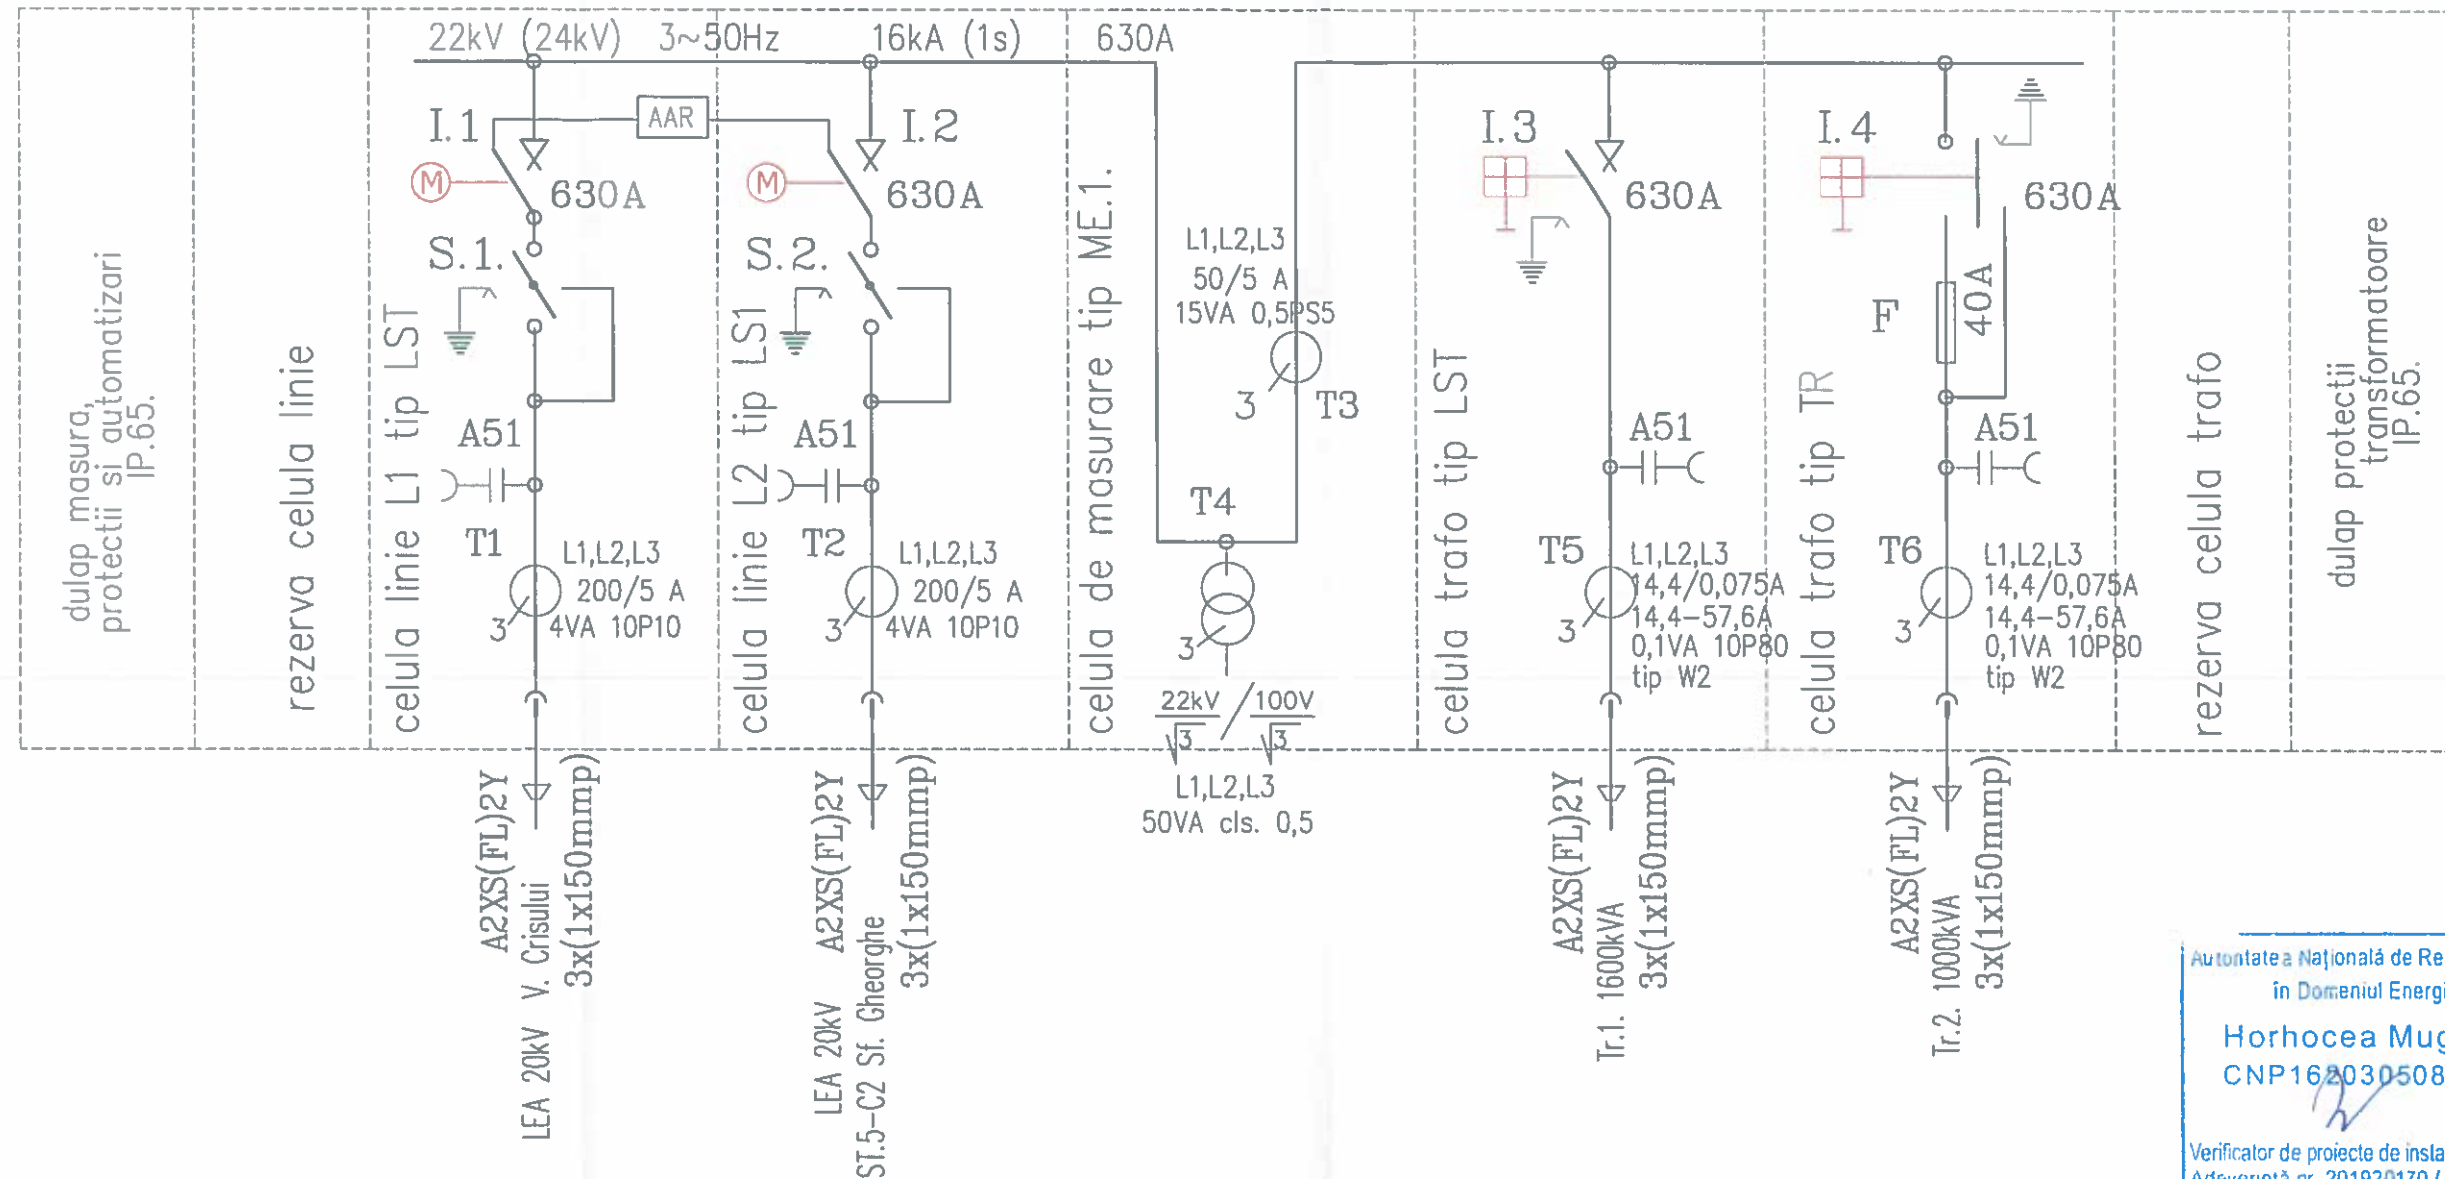 22kV (24kV) 3~50Hz 16kA (1s) 630A
dulap masura,
protectii si automatizari
IP.65.
rezerva celula linie
celula linie L1 tip LST
I.1
AAR
M
630A
S.1.
A51
T1
L1,L2,L3
200/5 A
4VA 10P10
3
A2XS(FL)2Y
3x(1x150mmp)
LEA 20kV V. Crisului
celula linie L2 tip LS1
I.2
M
630A
S.2.
A51
T2
L1,L2,L3
200/5 A
4VA 10P10
3
A2XS(FL)2Y
3x(1x150mmp)
LEA 20kV
ST.5-C2 Sf. Gheorghe
celula de masurare tip ME.1.
L1,L2,L3
50/5 A
15VA 0,5PS5
3
T3
T4
3
22kV/√3 / 100V/√3
L1,L2,L3
50VA cls. 0,5
celula trafo tip LST
I.3
630A
A51
T5
L1,L2,L3
14,4/0,075A
14,4-57,6A
0,1VA 10P80
tip W2
3
A2XS(FL)2Y
3x(1x150mmp)
Tr.1. 1600kVA
celula trafo tip TR
I.4
630A
F
40A
A51
T6
L1,L2,L3
14,4/0,075A
14,4-57,6A
0,1VA 10P80
tip W2
3
A2XS(FL)2Y
3x(1x150mmp)
Tr.2. 1000kVA
rezerva celula trafo
dulap protectii
transformatoare
IP.65.
Autoritatea Națională de Re
în Domeniul Energi
Horhocea Mug
CNP162030508
Verificator de proiecte de insta